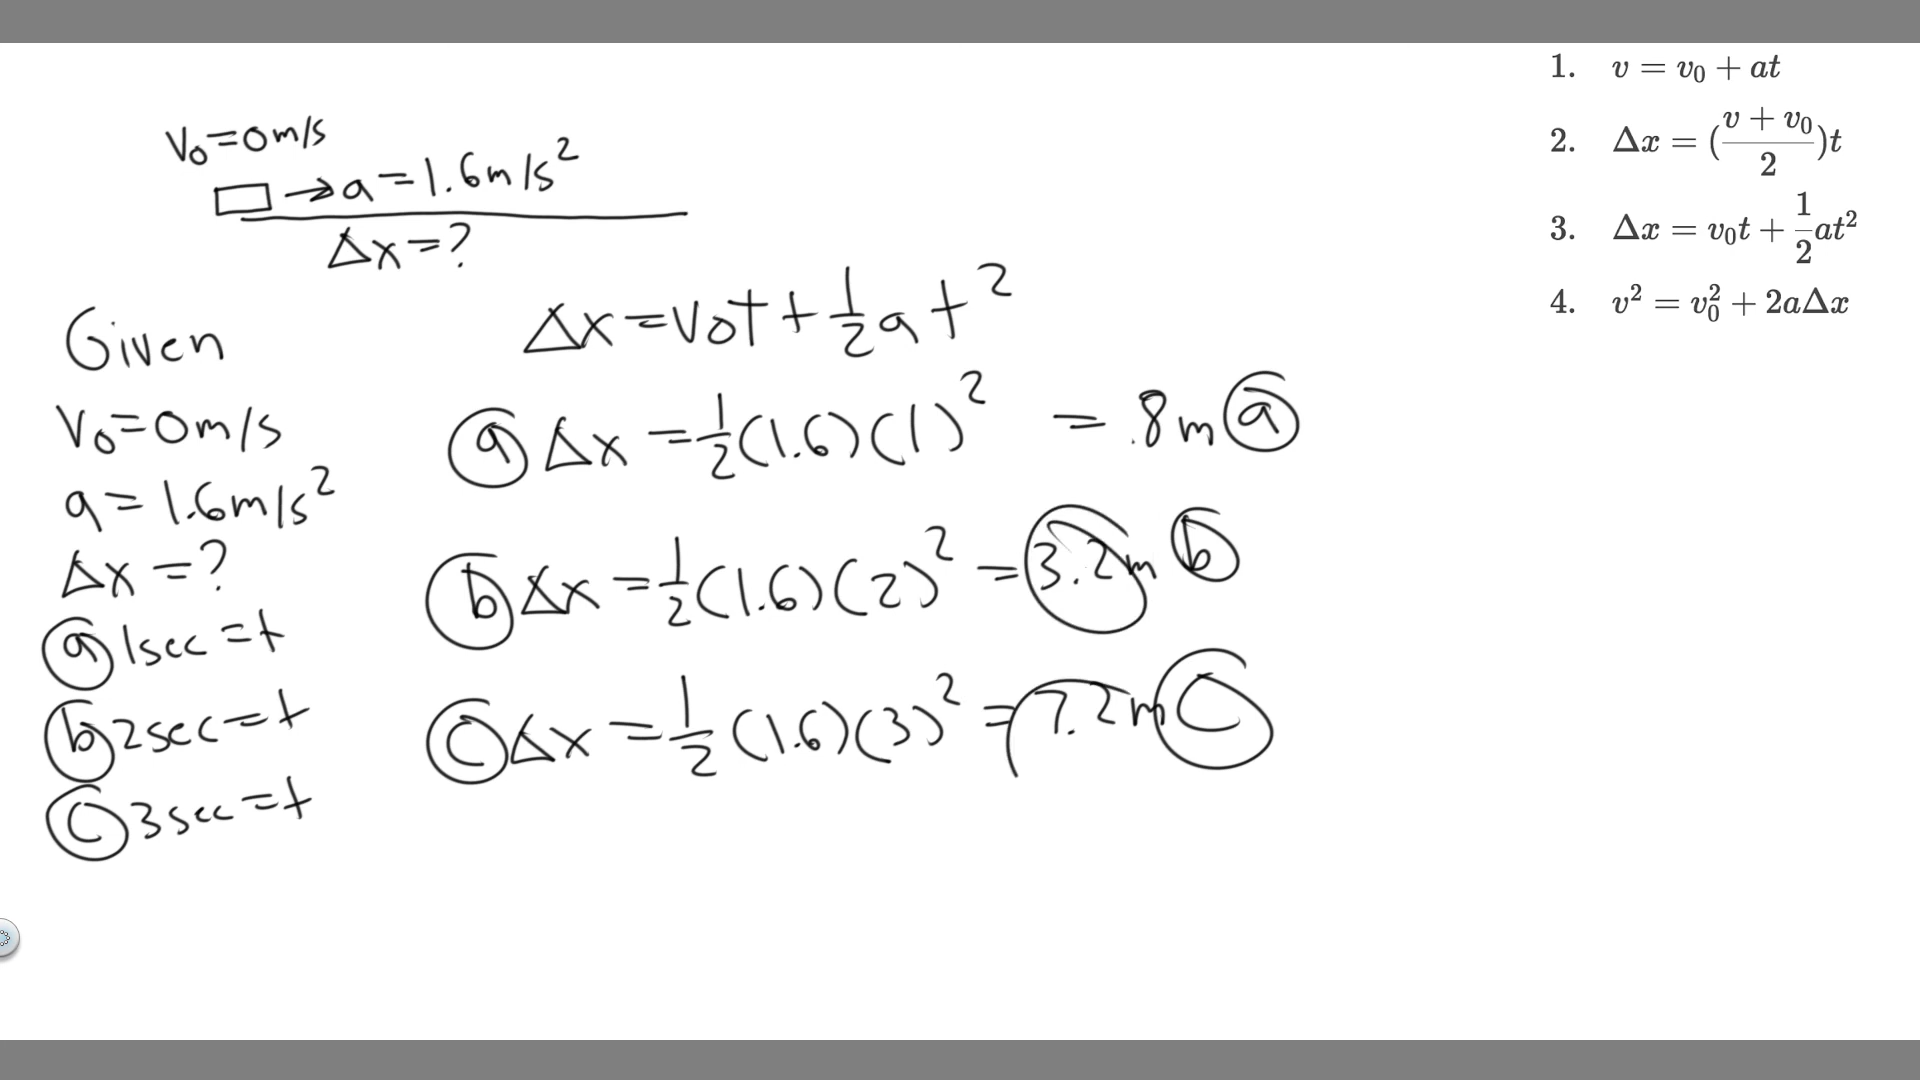 V₀=0m/s
→a=1.6m/s²
Δx=?
Given
V₀=0m/s
a=1.6m/s²
Δx=?
ⓐ 1sec=t
ⓑ 2sec=t
ⓒ 3sec=t
Δx=v₀t+½at²
ⓐ Δx=½(1.6)(1)² = .8m ⓐ
ⓑ Δx=½(1.6)(2)² = 3.2m ⓑ
ⓒ Δx=½(1.6)(3)² = 7.2m ⓒ
1. v = v₀ + at
2. Δx = ((v + v₀)/2)t
3. Δx = v₀t + ½at²
4. v² = v₀² + 2aΔx